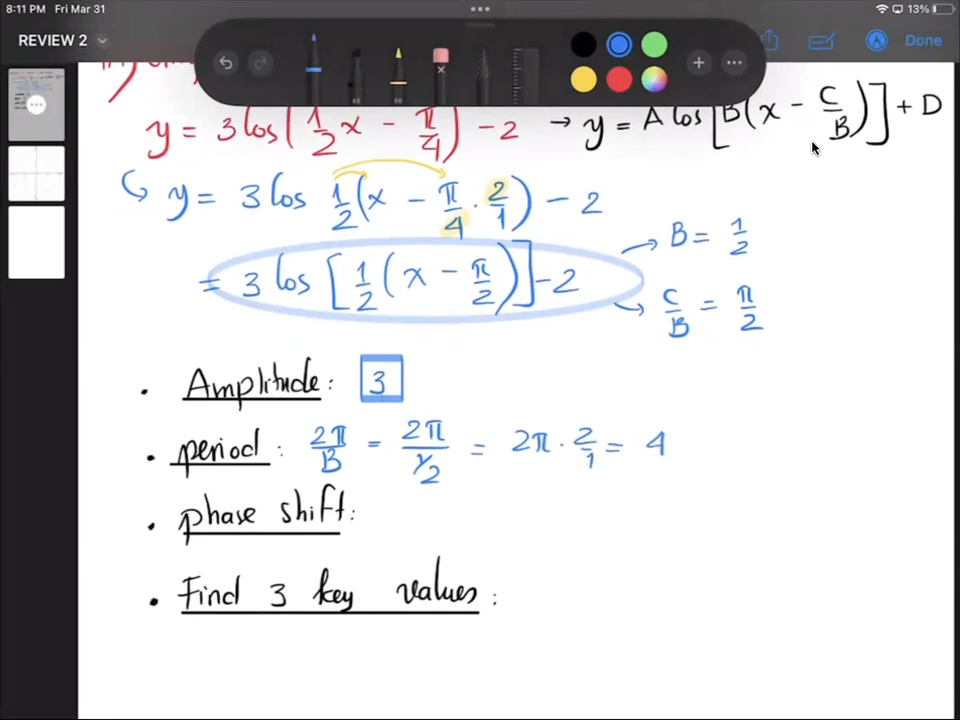 8:11 PM Fri Mar 31
13%
REVIEW 2
Done
y = 3 cos(1/2 x - π/4) - 2 → y = A cos[B(x - C/B)] + D
y = 3 cos 1/2(x - π/4 · 2/1) - 2
= 3 cos [1/2(x - π/2)] - 2
→ B = 1/2
→ C/B = π/2
• Amplitude: 3
• period: 2π/B = 2π/(1/2) = 2π · 2/1 = 4
• phase shift:
• Find 3 key values: